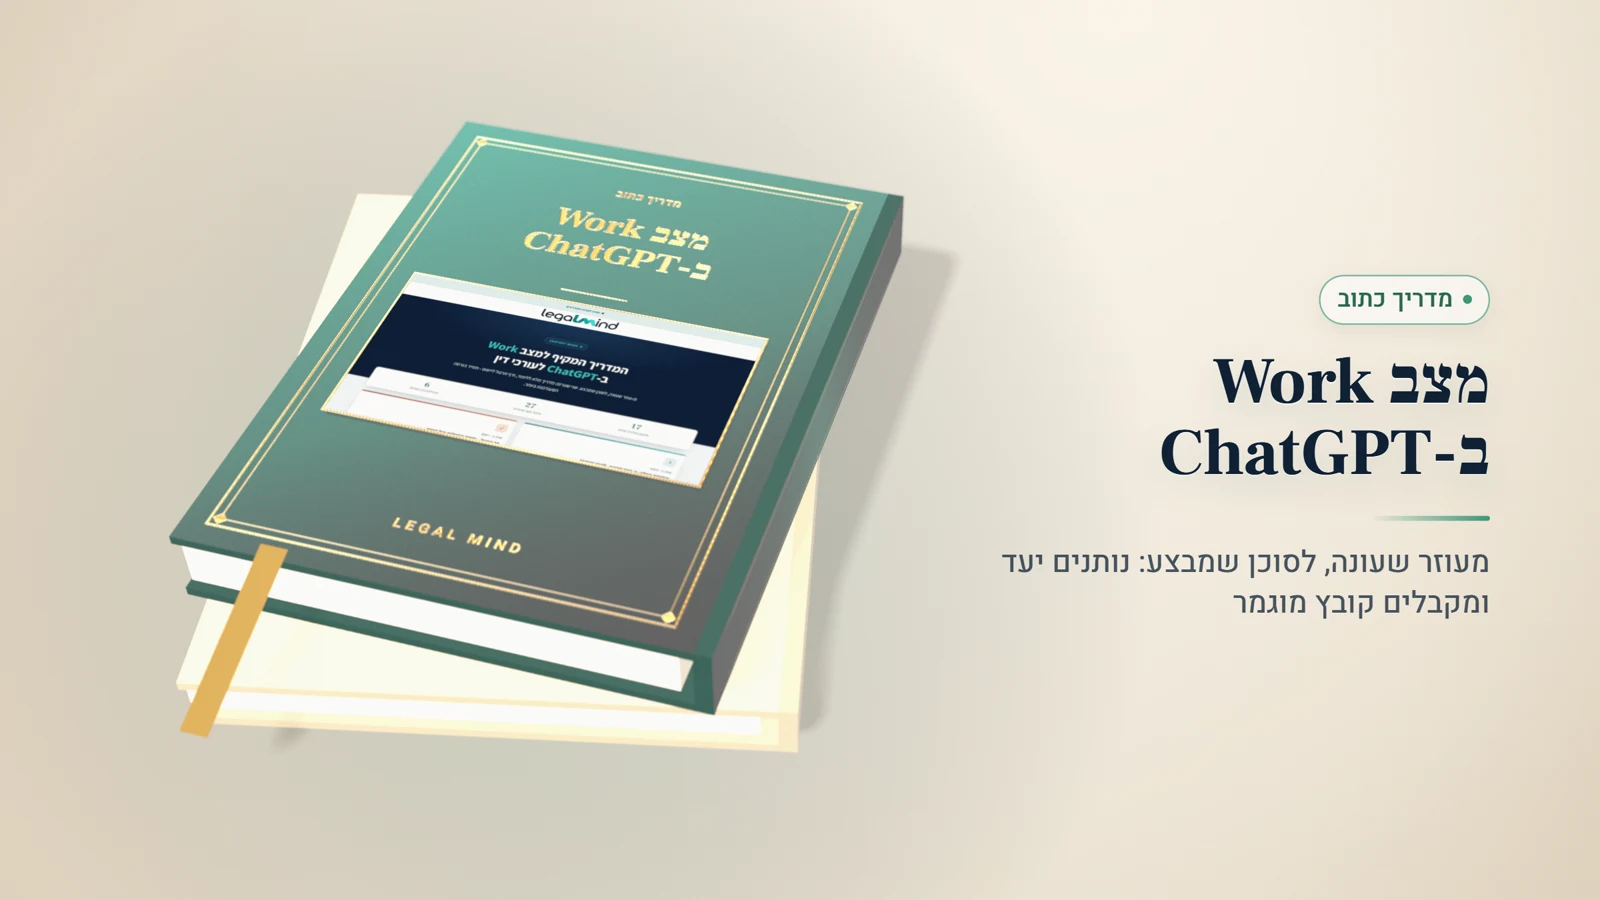 מדריך כתוב
מצב Work
ב-ChatGPT
legalmind
המדריך המקיף למצב Work
ב-ChatGPT לעורכי דין
6
27
17
LEGAL MIND
מדריך כתוב
מצב Work
ב-ChatGPT
מעוזר שעונה, לסוכן שמבצע: נותנים יעד
ומקבלים קובץ מוגמר